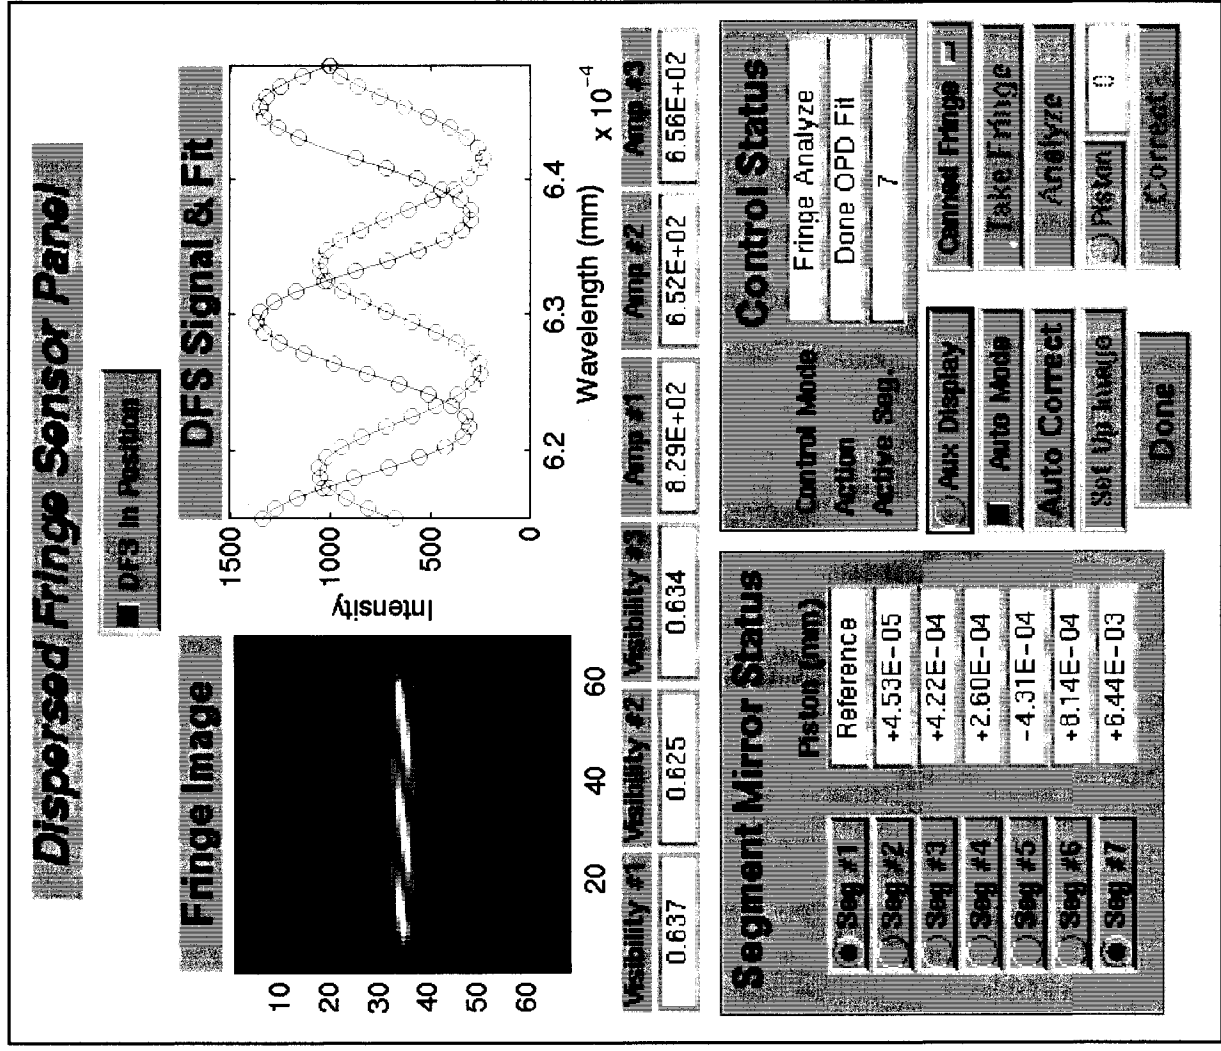 Dispersed Fringe Sensor Panel
DFS In Position
Fringe Image
DFS Signal & Fit
10
20
30
40
50
60
20
40
60
Intensity
1500
1000
500
0
6.2
6.3
6.4
x 10-4
Wavelength (mm)
Visibility #1
Visibility #2
Visibility #3
Amp #1
Amp #2
Amp #3
0.637
0.625
0.634
8.29E+02
6.52E+02
6.56E+02
Segment Mirror Status
Piston (mm)
Seg #1
Reference
Seg #2
+4.53E-05
Seg #3
+4.22E-04
Seg #4
+2.60E-04
Seg #5
-4.31E-04
Seg #6
+8.14E-04
Seg #7
+6.44E-03
Control Status
Control Mode
Fringe Analyze
Action
Done OPD Fit
Active Seg.
7
Aux Display
Canned Fringe
Auto Mode
Take Fringe
Auto Correct
Analyze
Set Up Image
Piston
0
Done
Correct